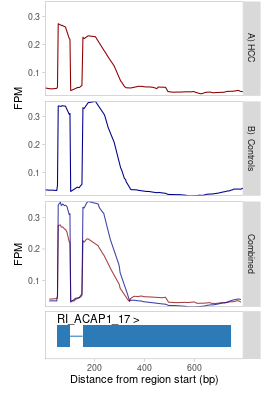 0.3
0.2
0.1
FPM
A) HCC
0.3
0.2
0.1
B) Controls
0.3
0.2
0.1
FPM
Combined
RI_ACAP1_17 >
200
400
600
Distance from region start (bp)